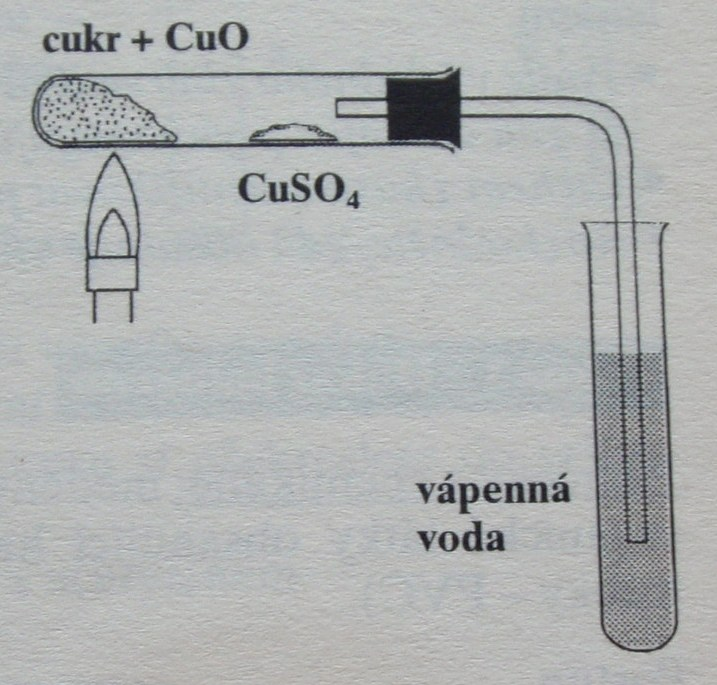 cukr + CuO
CuSO₄
vápenná
voda